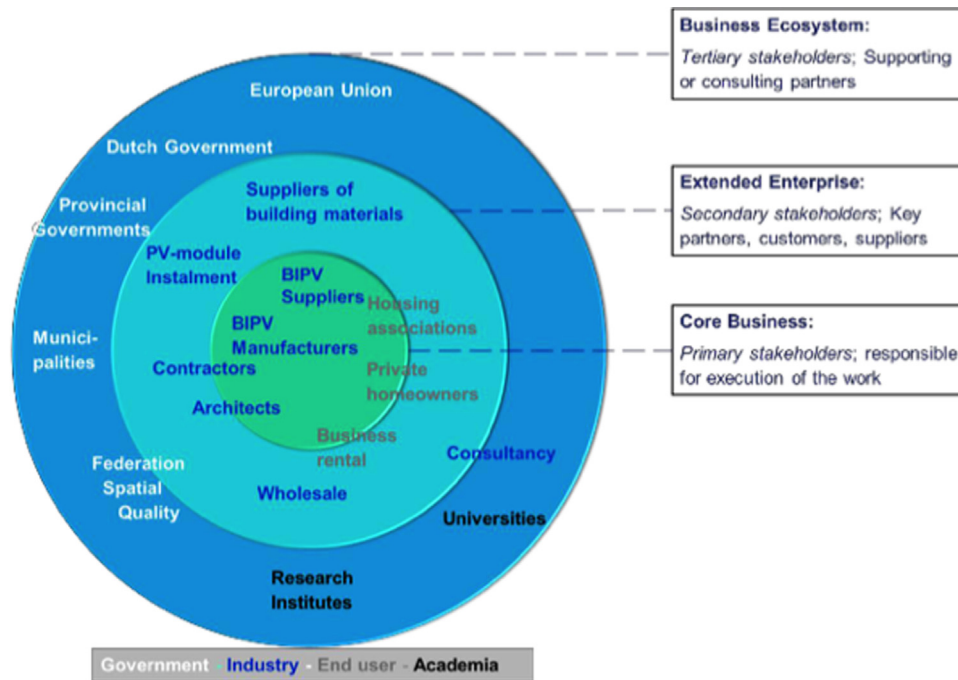 European Union
Dutch Government
Provincial
Governments
Suppliers of
building materials
PV-module
Instalment
BIPV
Suppliers
Housing
associations
BIPV
Manufacturers
Munici-
palities
Contractors
Private
homeowners
Architects
Business
rental
Consultancy
Federation
Spatial
Quality
Wholesale
Universities
Research
Institutes
Government - Industry - End user - Academia
Business Ecosystem:
Tertiary stakeholders; Supporting
or consulting partners
Extended Enterprise:
Secondary stakeholders; Key
partners, customers, suppliers
Core Business:
Primary stakeholders; responsible
for execution of the work